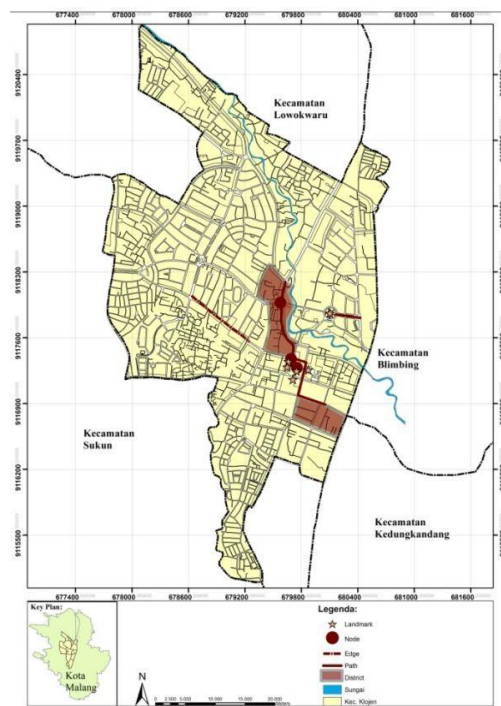 677400 678000 678600 679200 679800 680400 681000 681600
9120400
9119700
9119000
9118300
9117600
9116900
9116200
9115500
Kecamatan
Lowokwaru
Kecamatan
Blimbing
Kecamatan
Sukun
Kecamatan
Kedungkandang
677400 678000 678600 679200 679800 680400 681000 681600
Key Plan:
Kota
Malang
N
Legenda:
Landmark
Node
Edge
Path
District
Sungai
Kec. Klojen